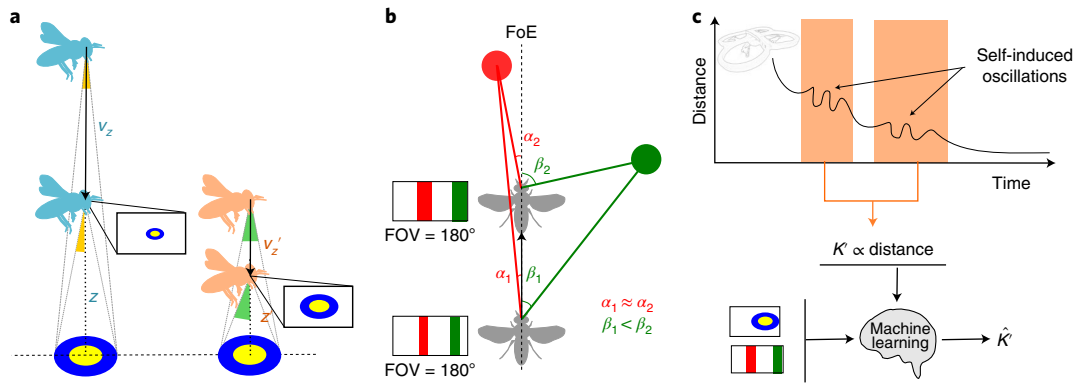 a
v_z
z
v_z′
z′
b
FoE
α₂
β₂
FOV = 180°
α₁
β₁
α₁ ≈ α₂
β₁ < β₂
FOV = 180°
c
Distance
Self-induced
oscillations
Time
K′ ∝ distance
Machine
learning
K̂′